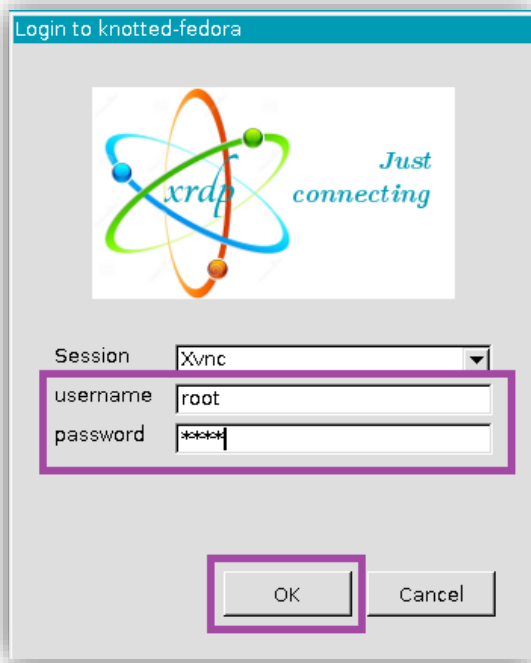 Login to knotted-fedora
xrdp
Just
connecting
Session Xvnc
username root
password ****
OK Cancel